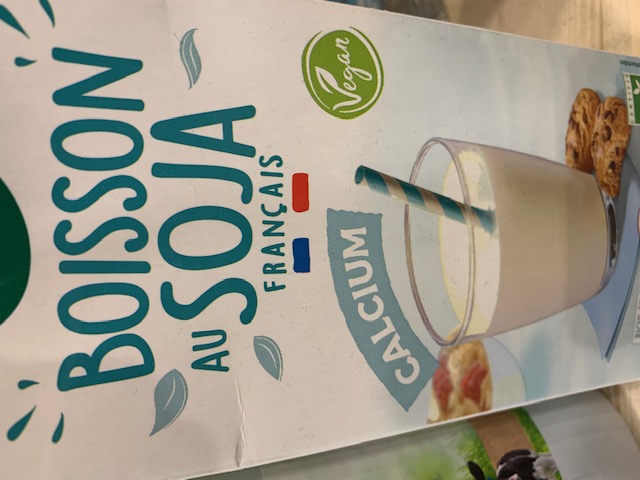 BOISSON
AU SOJA
FRANÇAIS
Vegan
CALCIUM